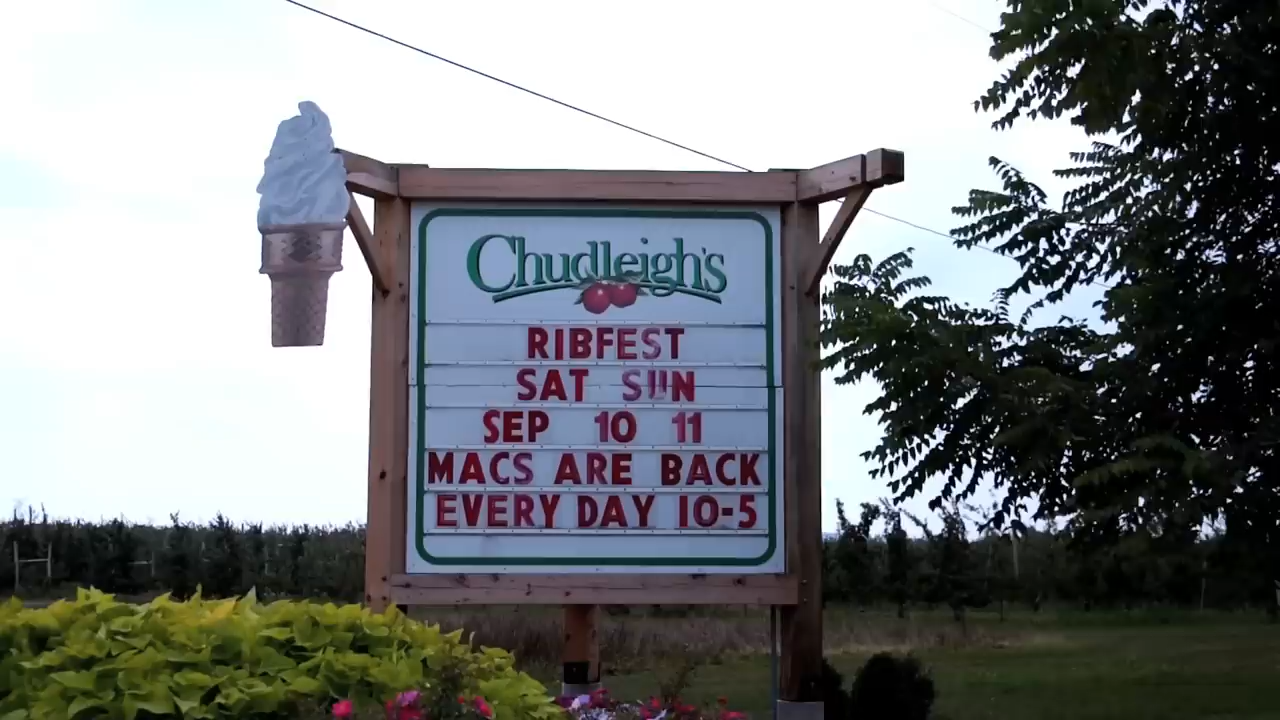 Chudleigh's
RIBFEST
SAT SUN
SEP 10 11
MACS ARE BACK
EVERY DAY 10-5